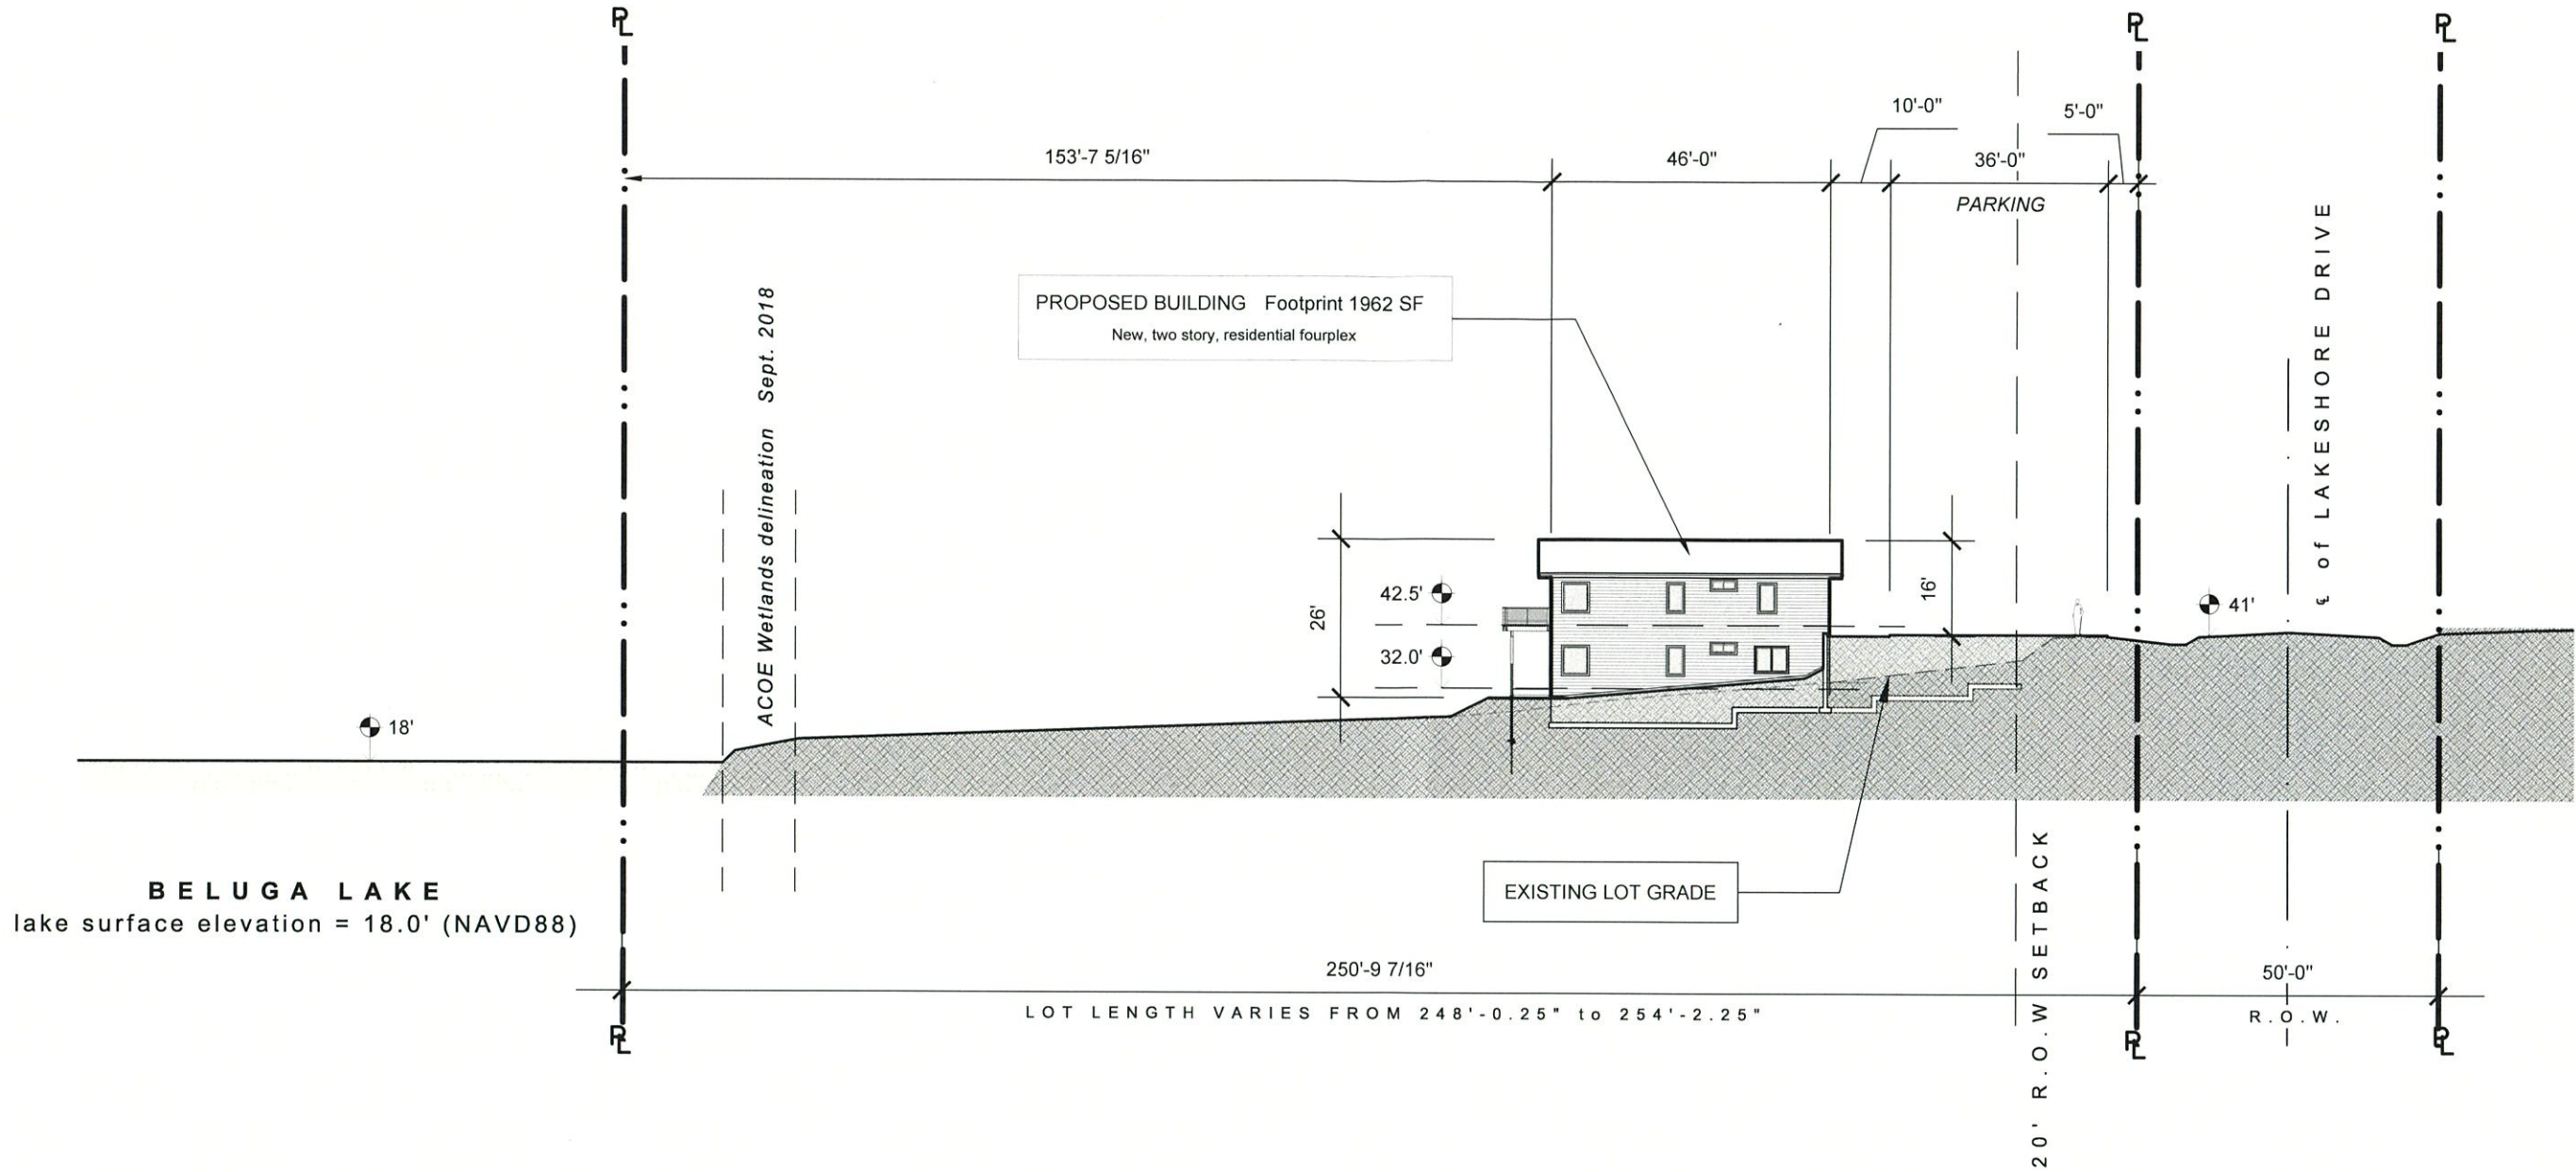 PL
PL
PL
10'-0"
5'-0"
153'-7 5/16"
46'-0"
36'-0"
PARKING
ACOE Wetlands delineation Sept. 2018
PROPOSED BUILDING Footprint 1962 SF
New, two story, residential fourplex
℄ of LAKESHORE DRIVE
26'
42.5'
32.0'
16'
41'
18'
BELUGA LAKE
lake surface elevation = 18.0' (NAVD88)
EXISTING LOT GRADE
20' R.O.W SETBACK
250'-9 7/16"
LOT LENGTH VARIES FROM 248'-0.25" to 254'-2.25"
50'-0"
R.O.W.
PL
PL
PL